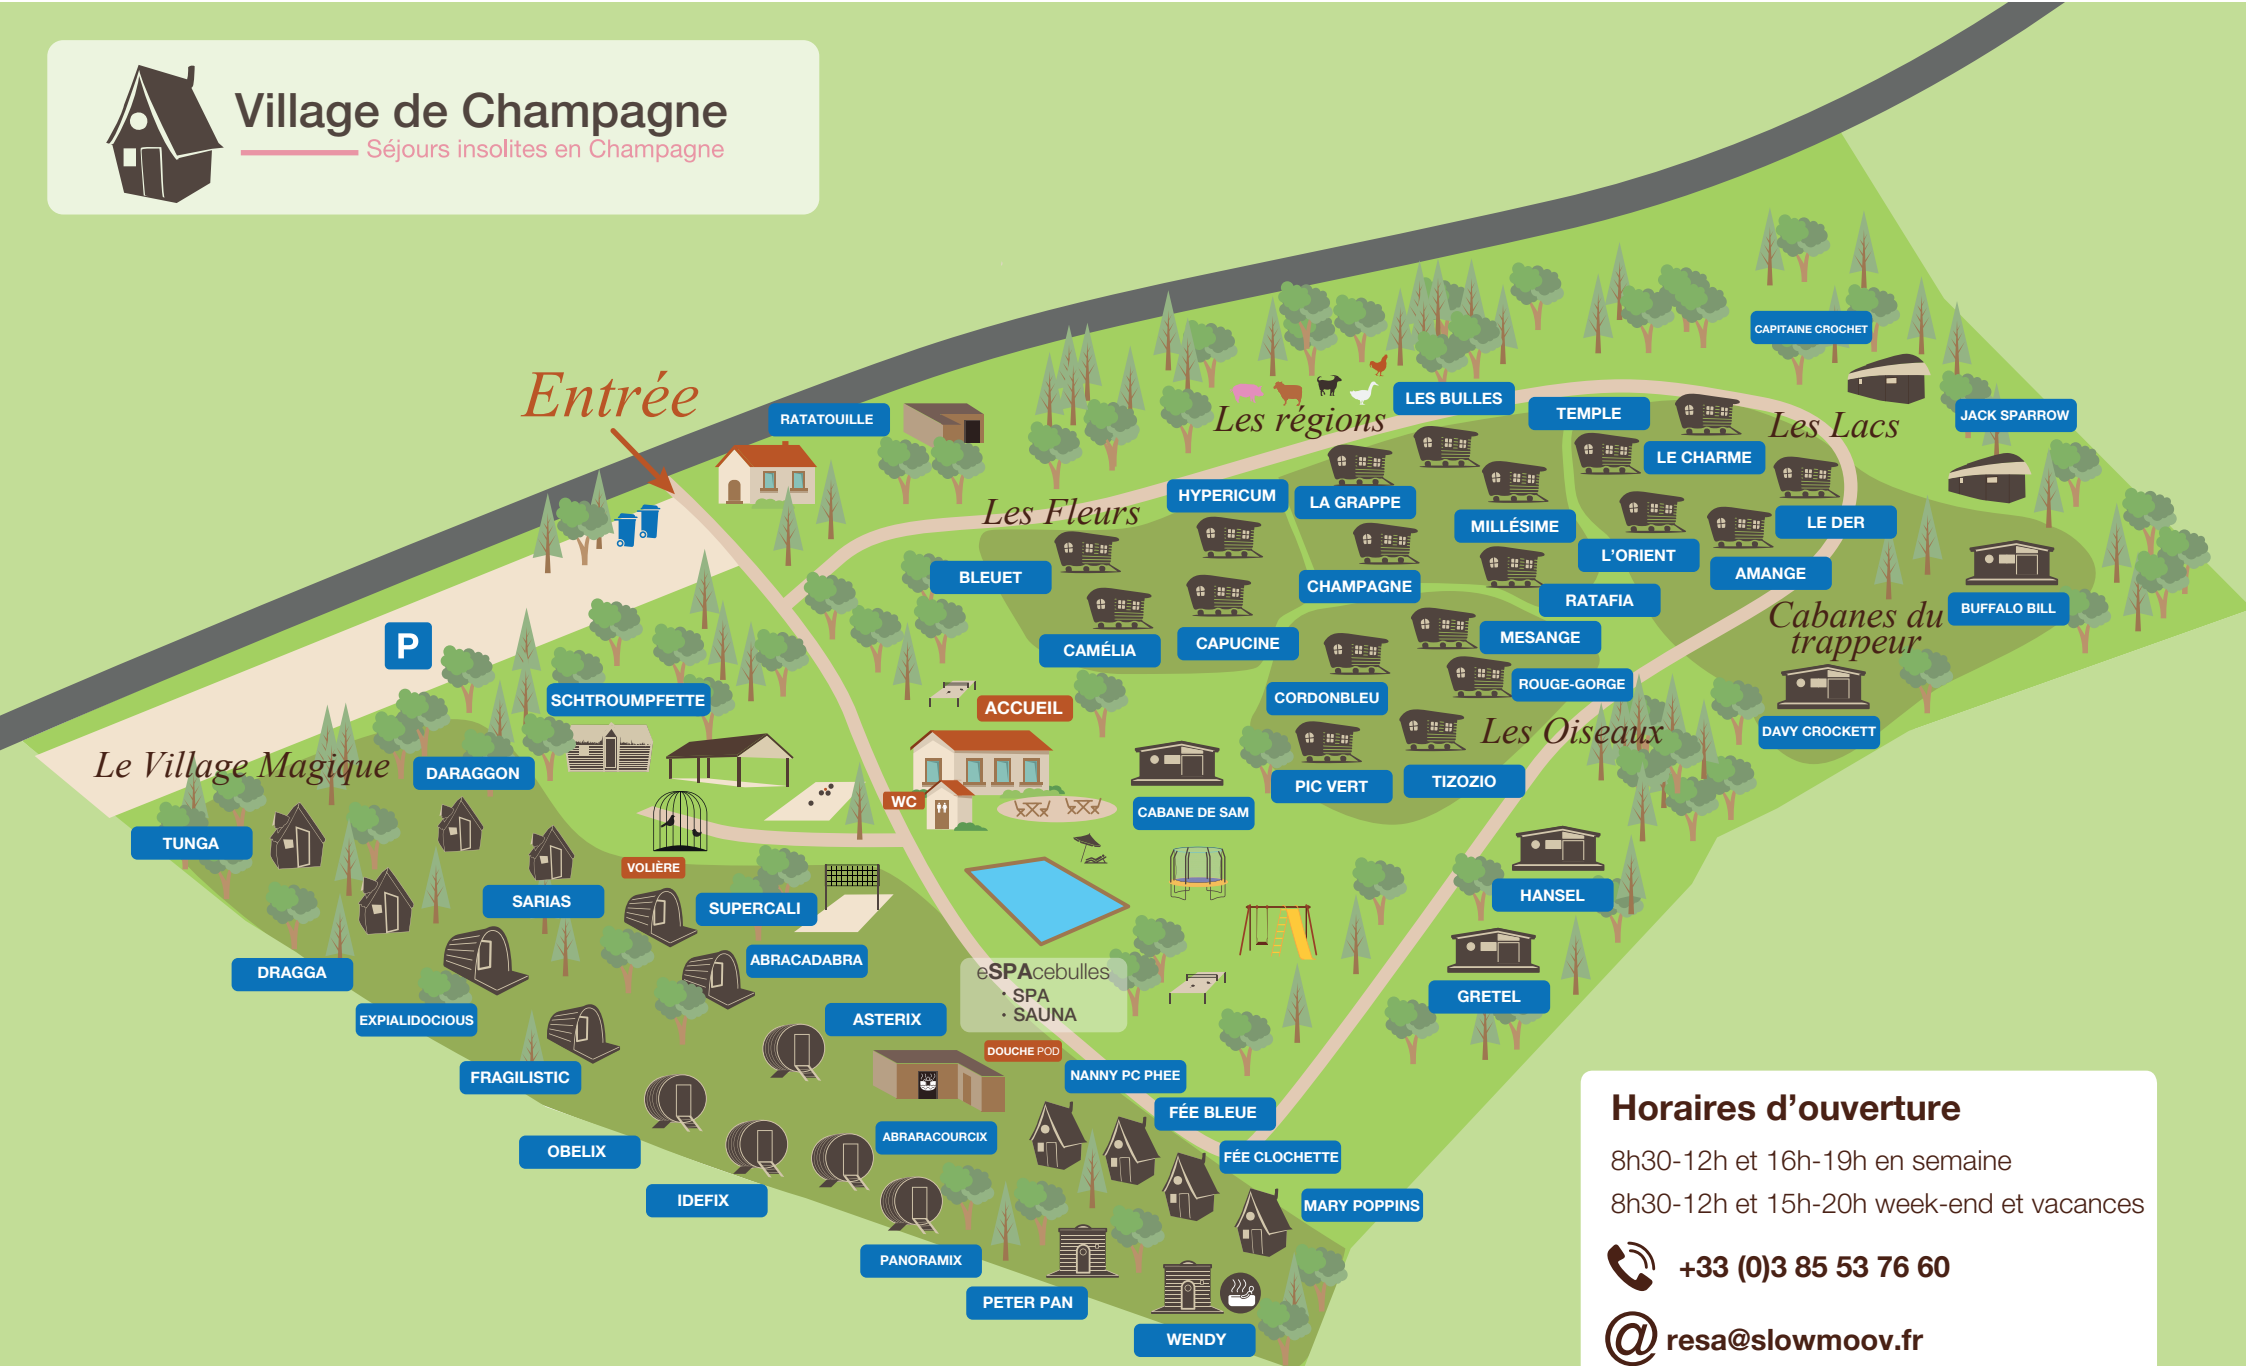 Village de Champagne
Séjours insolites en Champagne
Entrée
RATATOUILLE
P
CAPITAINE CROCHET
JACK SPARROW
Les régions
LES BULLES
TEMPLE
Les Lacs
LE CHARME
HYPERICUM
LA GRAPPE
Les Fleurs
MILLÉSIME
LE DER
L'ORIENT
AMANGE
BLEUET
CHAMPAGNE
RATAFIA
BUFFALO BILL
Cabanes du
trappeur
CAMÉLIA
CAPUCINE
MESANGE
ROUGE-GORGE
CORDONBLEU
SCHTROUMPFETTE
ACCUEIL
Les Oiseaux
DAVY CROCKETT
Le Village Magique
DARAGGON
PIC VERT
TIZOZIO
WC
CABANE DE SAM
TUNGA
VOLIÈRE
SARIAS
SUPERCALI
HANSEL
ABRACADABRA
DRAGGA
eSPAcebulles
· SPA
· SAUNA
GRETEL
EXPIALIDOCIOUS
ASTERIX
DOUCHE POD
FRAGILISTIC
NANNY PC PHEE
FÉE BLEUE
OBELIX
ABRARACOURCIX
FÉE CLOCHETTE
IDEFIX
MARY POPPINS
PANORAMIX
PETER PAN
WENDY
Horaires d'ouverture
8h30-12h et 16h-19h en semaine
8h30-12h et 15h-20h week-end et vacances
+33 (0)3 85 53 76 60
@ resa@slowmoov.fr